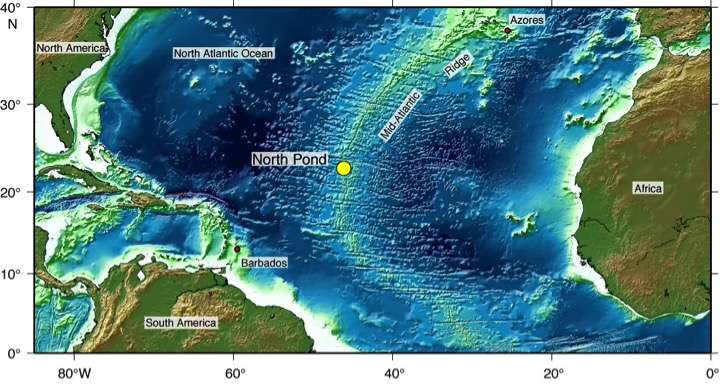 40°
N
Azores
North America
North Atlantic Ocean
Ridge
30°
Mid-Atlantic
North Pond
20°
Africa
Barbados
10°
South America
0°
80°W
60°
40°
20°
0°